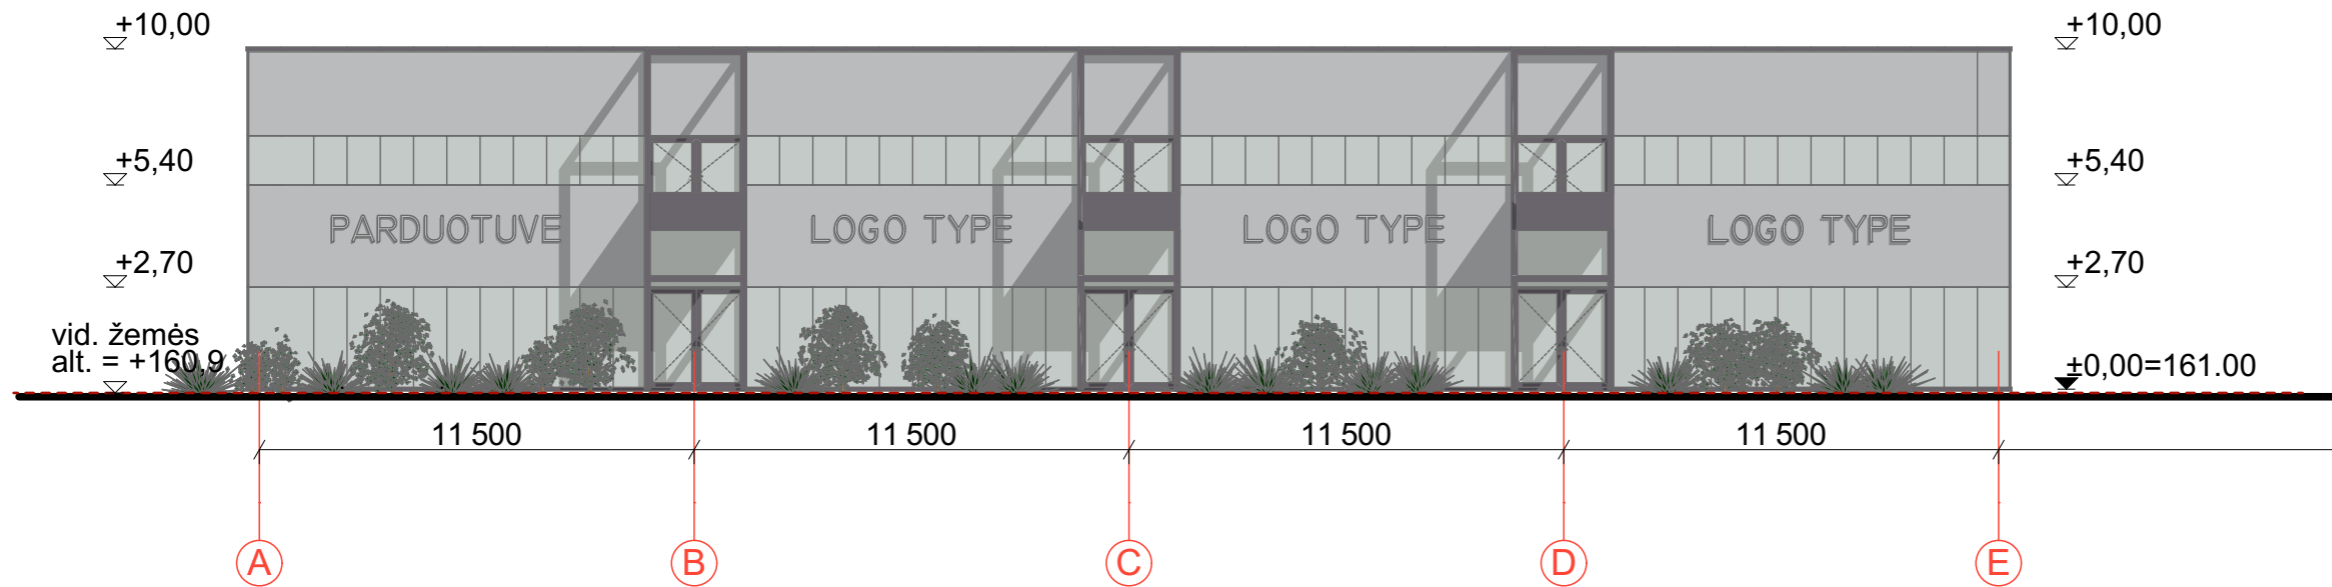 +10,00 +10,00
+5,40 +5,40
PARDUOTUVE LOGO TYPE LOGO TYPE LOGO TYPE
+2,70 +2,70
vid. žemės
alt. = +160,9 ±0,00=161.00
11 500 11 500 11 500 11 500
A B C D E